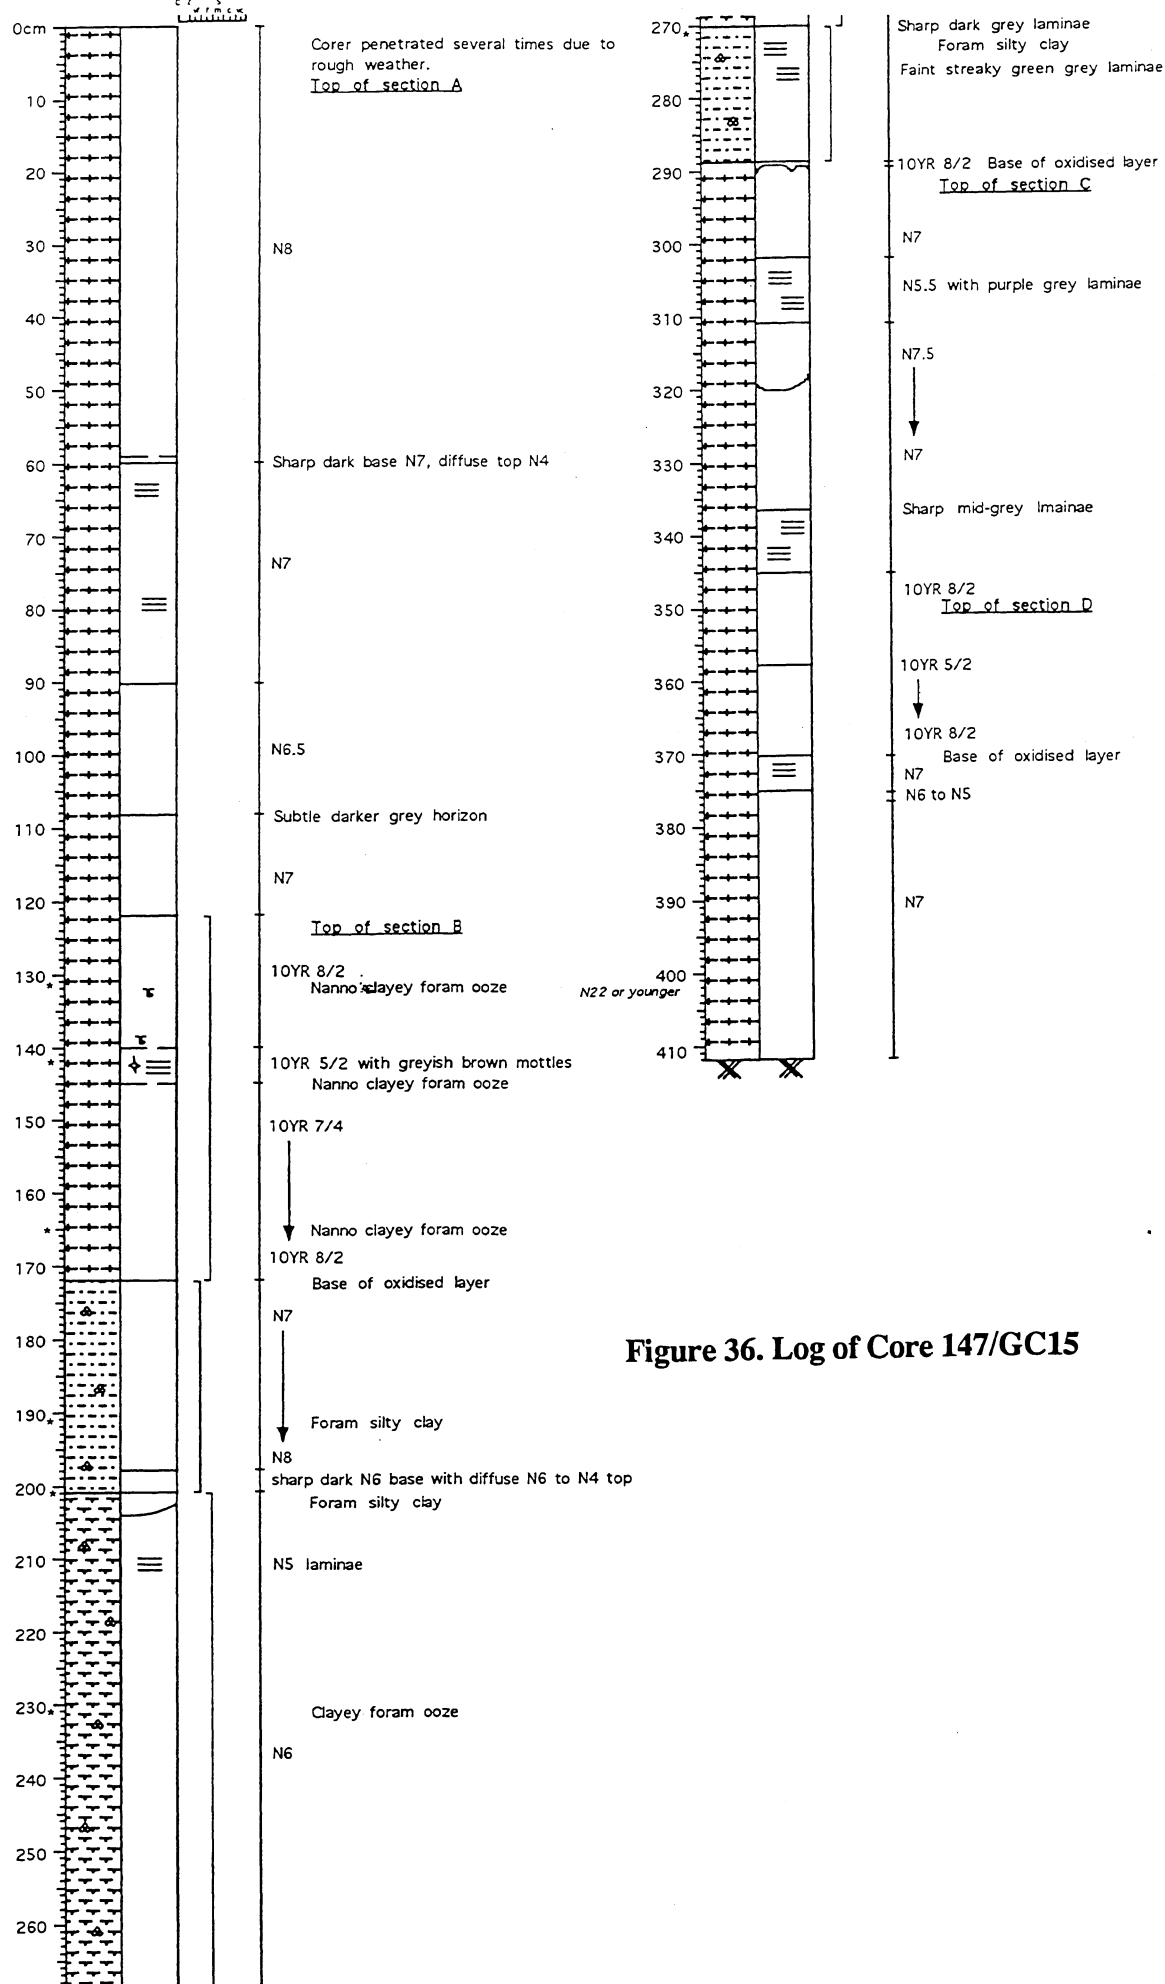 0cm
Corer penetrated several times due to
rough weather.
Top of section A
10
20
N8
30
40
50
60
Sharp dark base N7, diffuse top N4
70
N7
80
90
N6.5
100
Subtle darker grey horizon
110
N7
120
Top of section B
10YR 8/2
130
*
Nanno clayey foram ooze
140
*
10YR 5/2 with greyish brown mottles
Nanno clayey foram ooze
10YR 7/4
150
160
*
Nanno clayey foram ooze
10YR 8/2
170
Base of oxidised layer
N7
180
190
*
Foram silty clay
N8
sharp dark N6 base with diffuse N6 to N4 top
200
*
Foram silty clay
210
N5 laminae
220
230
*
Clayey foram ooze
N6
240
250
260
270
*
Sharp dark grey laminae
Foram silty clay
Faint streaky green grey laminae
280
10YR 8/2 Base of oxidised layer
290
Top of section C
N7
300
N5.5 with purple grey laminae
310
N7.5
320
N7
330
Sharp mid-grey lmainae
340
10YR 8/2
350
Top of section D
10YR 5/2
360
10YR 8/2
370
Base of oxidised layer
N7
N6 to N5
380
390
N7
400
N22 or younger
410
Figure 36. Log of Core 147/GC15